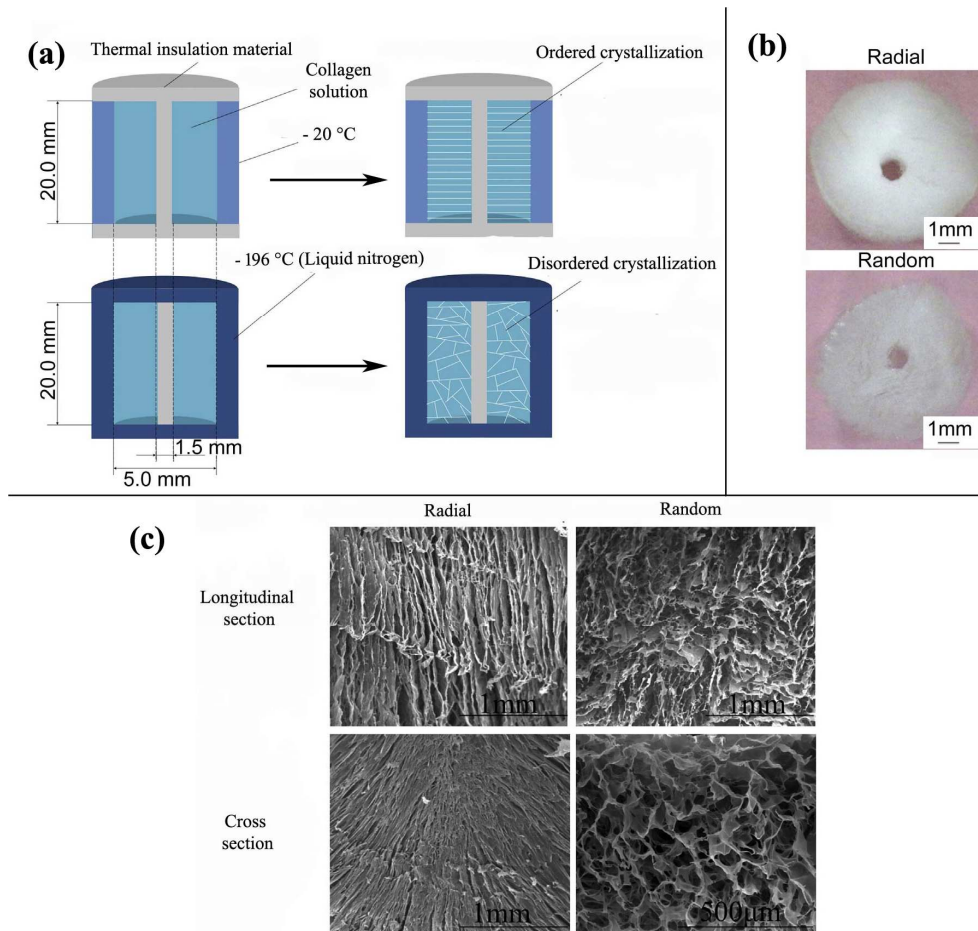 (a)
Thermal insulation material
Collagen
solution
Ordered crystallization
- 20 °C
20.0 mm
- 196 °C (Liquid nitrogen)
Disordered crystallization
20.0 mm
1.5 mm
5.0 mm
(b)
Radial
1mm
Random
1mm
(c)
Radial
Random
Longitudinal
section
1mm
1mm
Cross
section
1mm
500μm